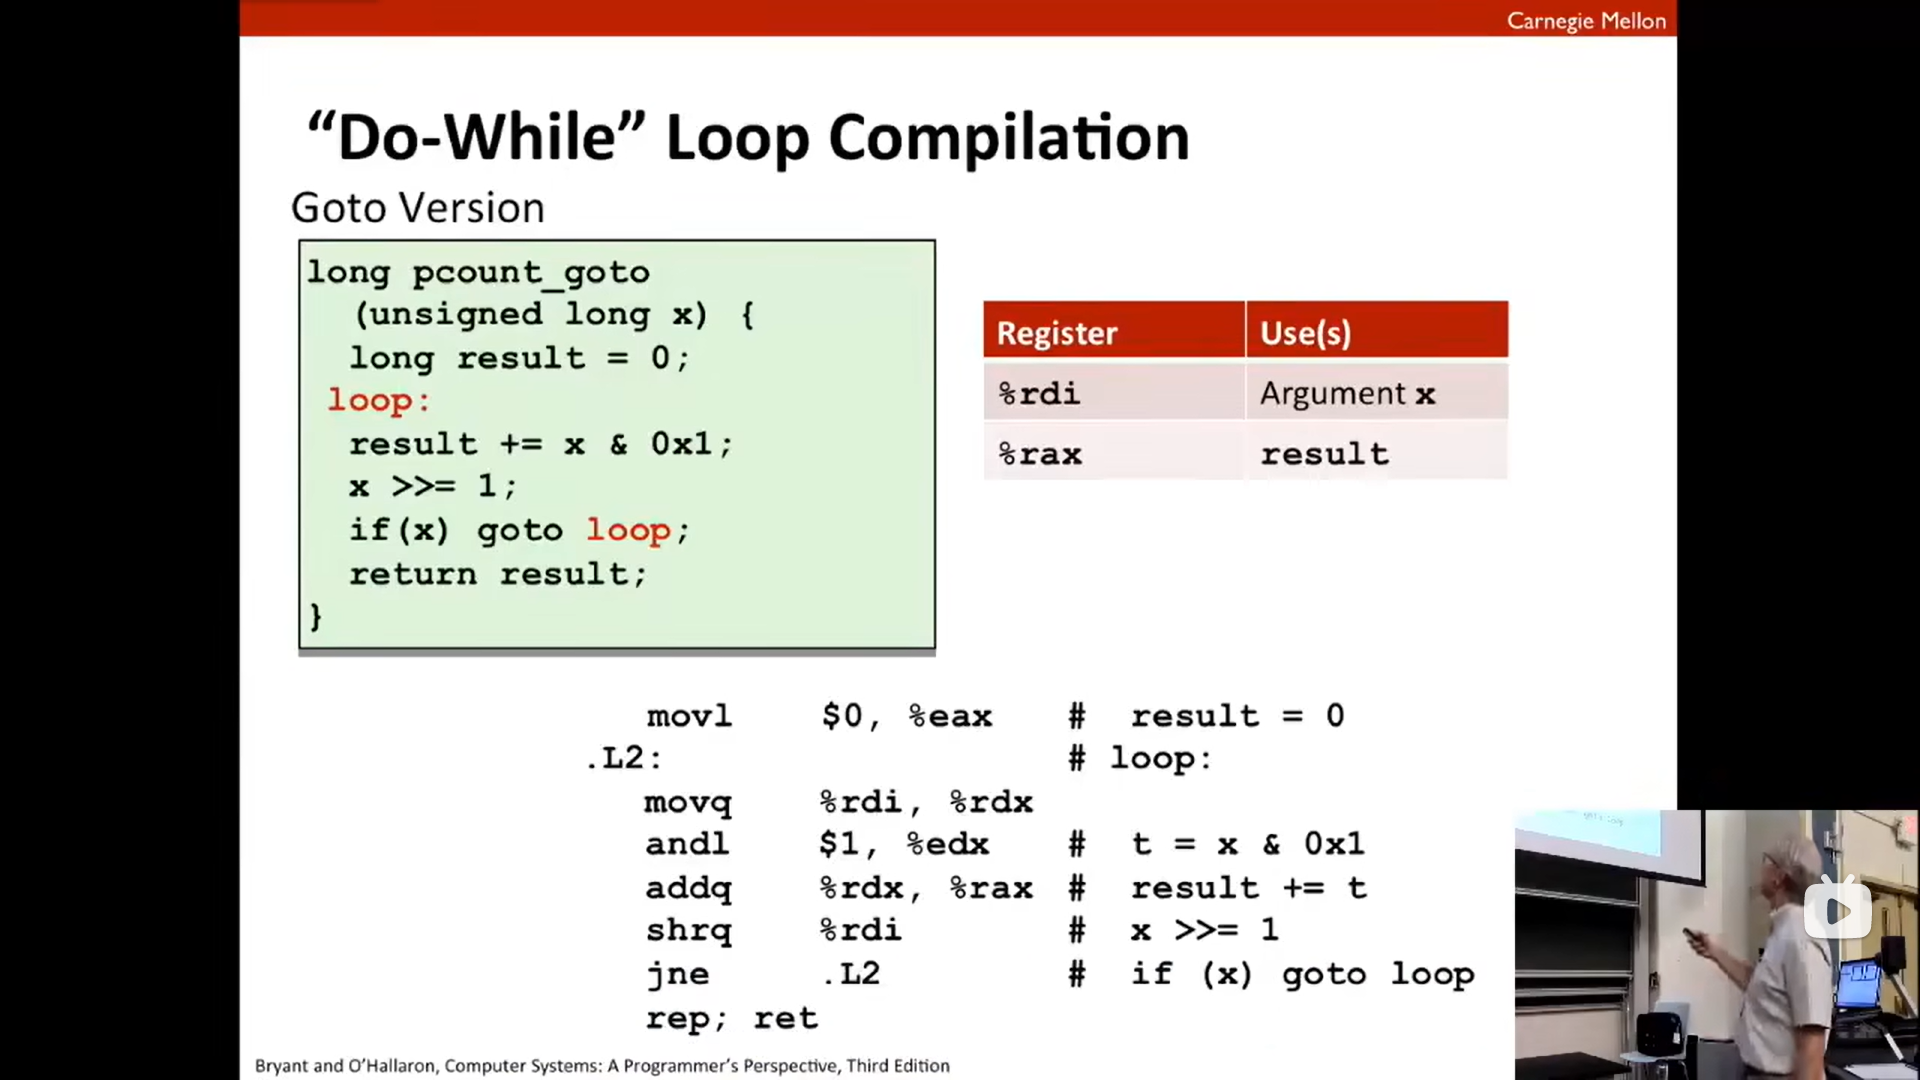 Carnegie Mellon
“Do-While” Loop Compilation
Goto Version
long pcount_goto
(unsigned long x) {
long result = 0;
loop:
result += x & 0x1;
x >>= 1;
if(x) goto loop;
return result;
}
Register Use(s)
%rdi Argument x
%rax result
movl $0, %eax # result = 0
.L2: # loop:
movq %rdi, %rdx
andl $1, %edx # t = x & 0x1
addq %rdx, %rax # result += t
shrq %rdi # x >>= 1
jne .L2 # if (x) goto loop
rep; ret
Bryant and O’Hallaron, Computer Systems: A Programmer’s Perspective, Third Edition